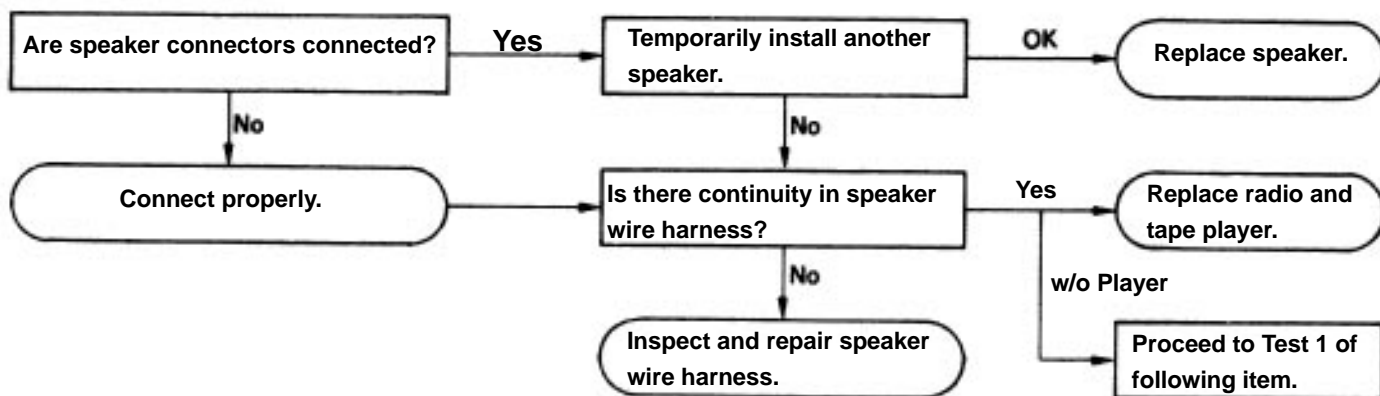 Are speaker connectors connected?
Yes
Temporarily install another
speaker.
OK
Replace speaker.
No
No
Connect properly.
Is there continuity in speaker
wire harness?
Yes
Replace radio and
tape player.
No
w/o Player
Inspect and repair speaker
wire harness.
Proceed to Test 1 of
following item.